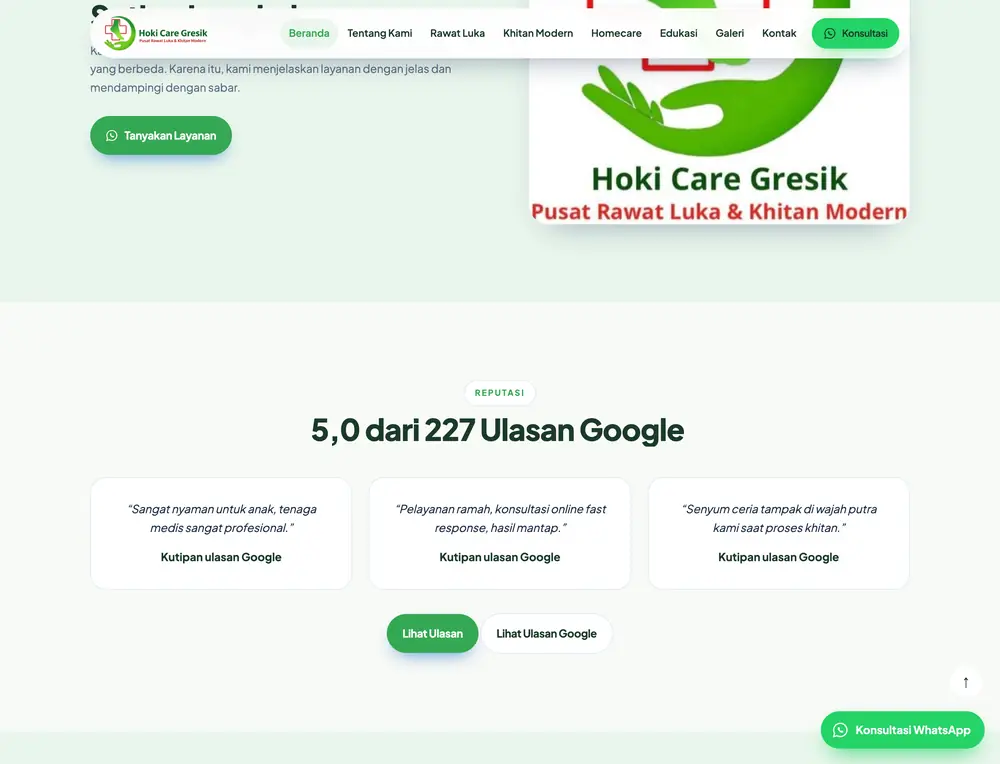 Hoki Care Gresik
Pusat Rawat Luka & Khitan Modern
Beranda
Tentang Kami
Rawat Luka
Khitan Modern
Homecare
Edukasi
Galeri
Kontak
Konsultasi
yang berbeda. Karena itu, kami menjelaskan layanan dengan jelas dan
mendampingi dengan sabar.
Tanyakan Layanan
Hoki Care Gresik
Pusat Rawat Luka & Khitan Modern
REPUTASI
5,0 dari 227 Ulasan Google
“Sangat nyaman untuk anak, tenaga
medis sangat profesional.”
Kutipan ulasan Google
“Pelayanan ramah, konsultasi online fast
response, hasil mantap.”
Kutipan ulasan Google
“Senyum ceria tampak di wajah putra
kami saat proses khitan.”
Kutipan ulasan Google
Lihat Ulasan
Lihat Ulasan Google
↑
Konsultasi WhatsApp